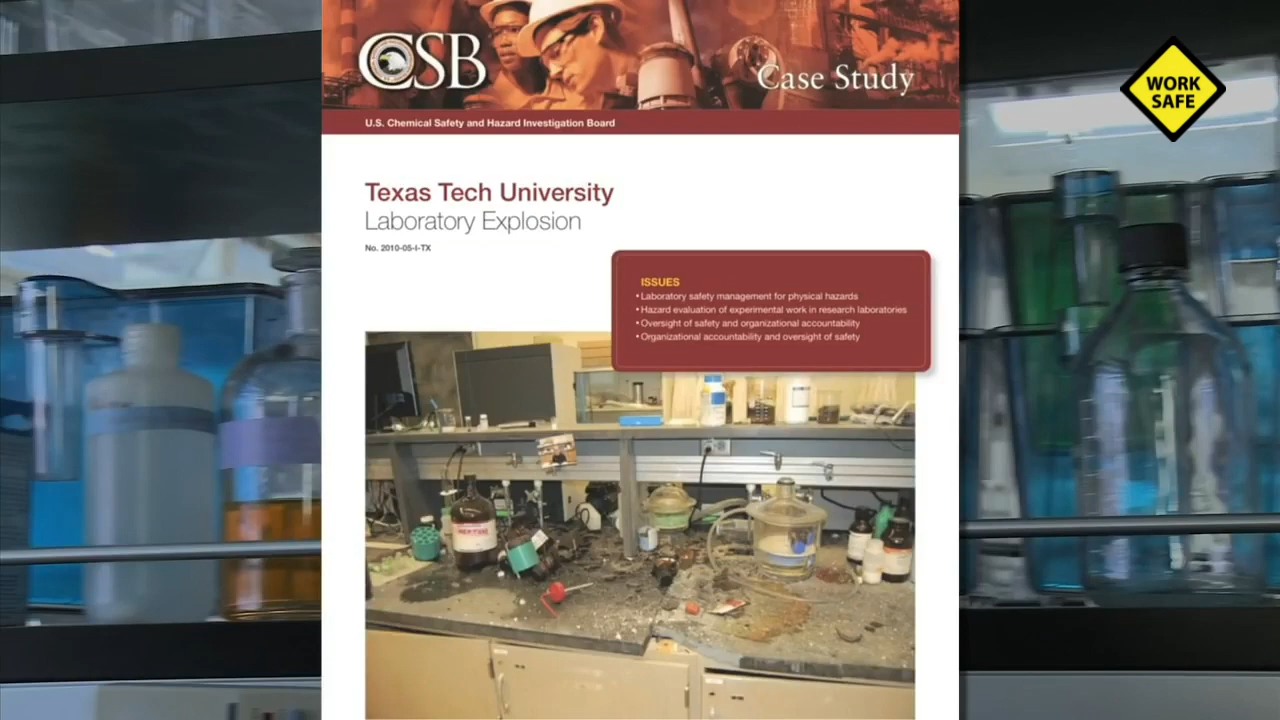 CSB
Case Study
WORK
SAFE
U.S. Chemical Safety and Hazard Investigation Board
Texas Tech University
Laboratory Explosion
No. 2010-05-I-TX
ISSUES
• Laboratory safety management for physical hazards
• Hazard evaluation of experimental work in research laboratories
• Oversight of safety and organizational accountability
• Organizational accountability and oversight of safety